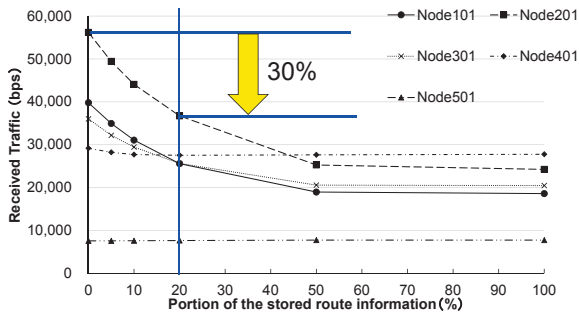 Node101
Node201
Node301
Node401
Node501
30%
Received Traffic (bps)
60,000
50,000
40,000
30,000
20,000
10,000
0
0 10 20 30 40 50 60 70 80 90 100
Portion of the stored route information(%)